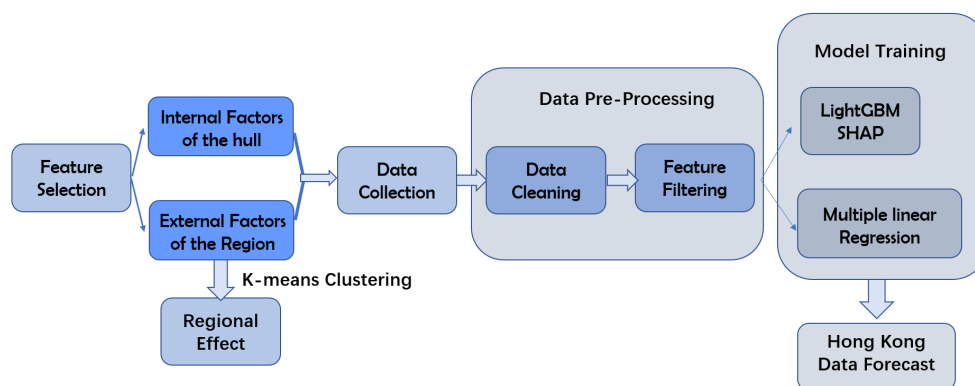 Feature
Selection
Internal Factors
of the hull
External Factors
of the Region
K-means Clustering
Regional
Effect
Data
Collection
Data Pre-Processing
Data
Cleaning
Feature
Filtering
Model Training
LightGBM
SHAP
Multiple linear
Regression
Hong Kong
Data Forecast